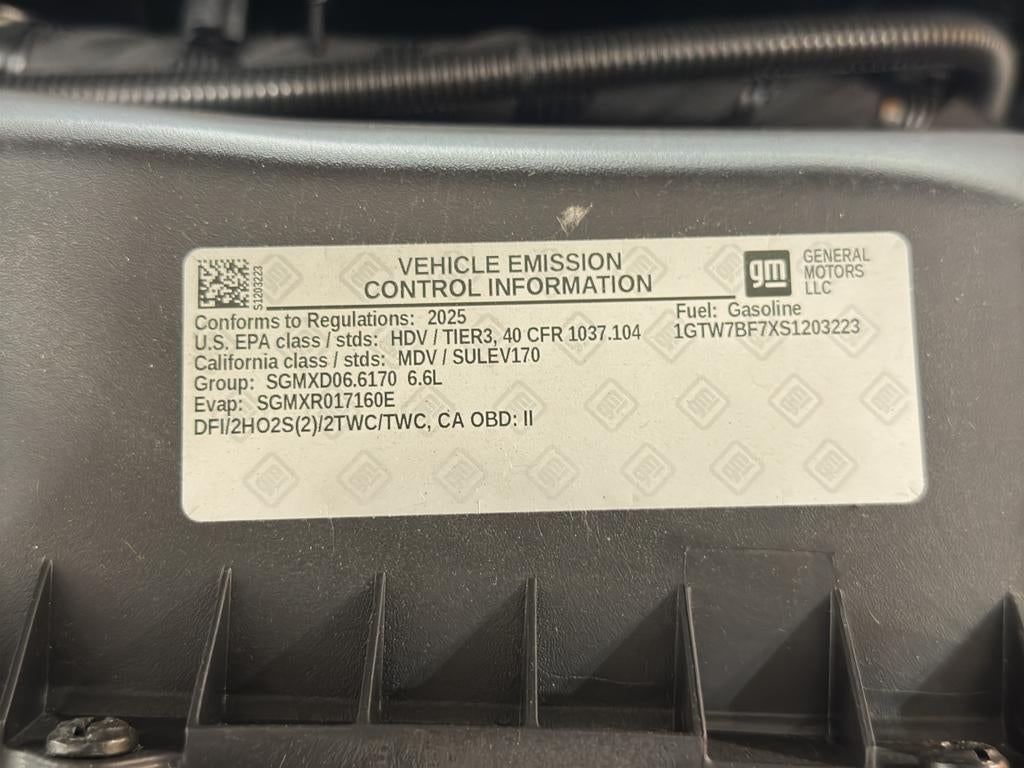 S1203223
VEHICLE EMISSION
CONTROL INFORMATION
gm
GENERAL
MOTORS
LLC
Conforms to Regulations: 2025
Fuel: Gasoline
U.S. EPA class / stds: HDV / TIER3, 40 CFR 1037.104
1GTW7BF7XS1203223
California class / stds: MDV / SULEV170
Group: SGMXD06.6170 6.6L
Evap: SGMXR017160E
DFI/2HO2S(2)/2TWC/TWC, CA OBD: II